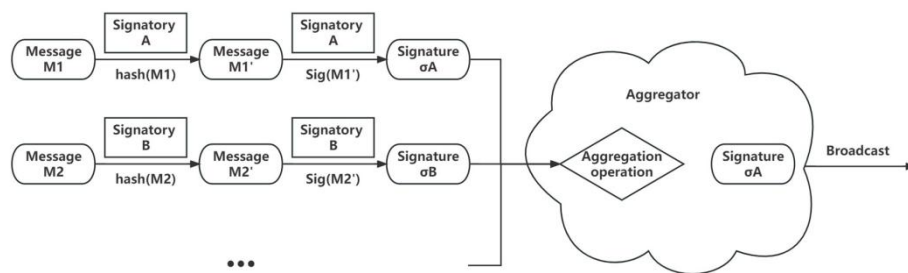 Signatory
A
Signatory
A
Message
M1
hash(M1)
Message
M1'
Sig(M1')
Signature
σA
Signatory
B
Signatory
B
Message
M2
hash(M2)
Message
M2'
Sig(M2')
Signature
σB
•••
Aggregator
Aggregation
operation
Signature
σA
Broadcast